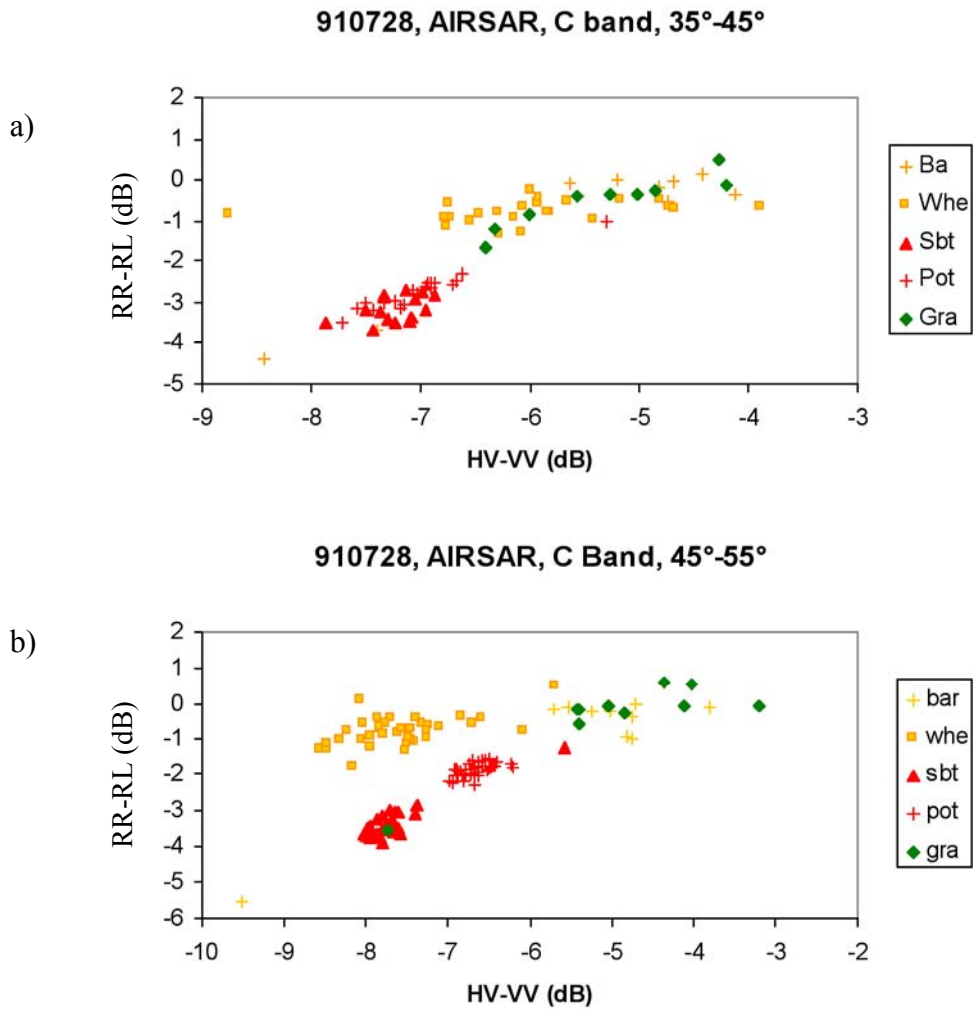 910728, AIRSAR, C band, 35°-45°
a)
2
1
0
-1
-2
-3
-4
-5
RR-RL (dB)
-9 -8 -7 -6 -5 -4 -3
HV-VV (dB)
Ba
Whe
Sbt
Pot
Gra
910728, AIRSAR, C Band, 45°-55°
b)
2
1
0
-1
-2
-3
-4
-5
-6
RR-RL (dB)
-10 -9 -8 -7 -6 -5 -4 -3 -2
HV-VV (dB)
bar
whe
sbt
pot
gra